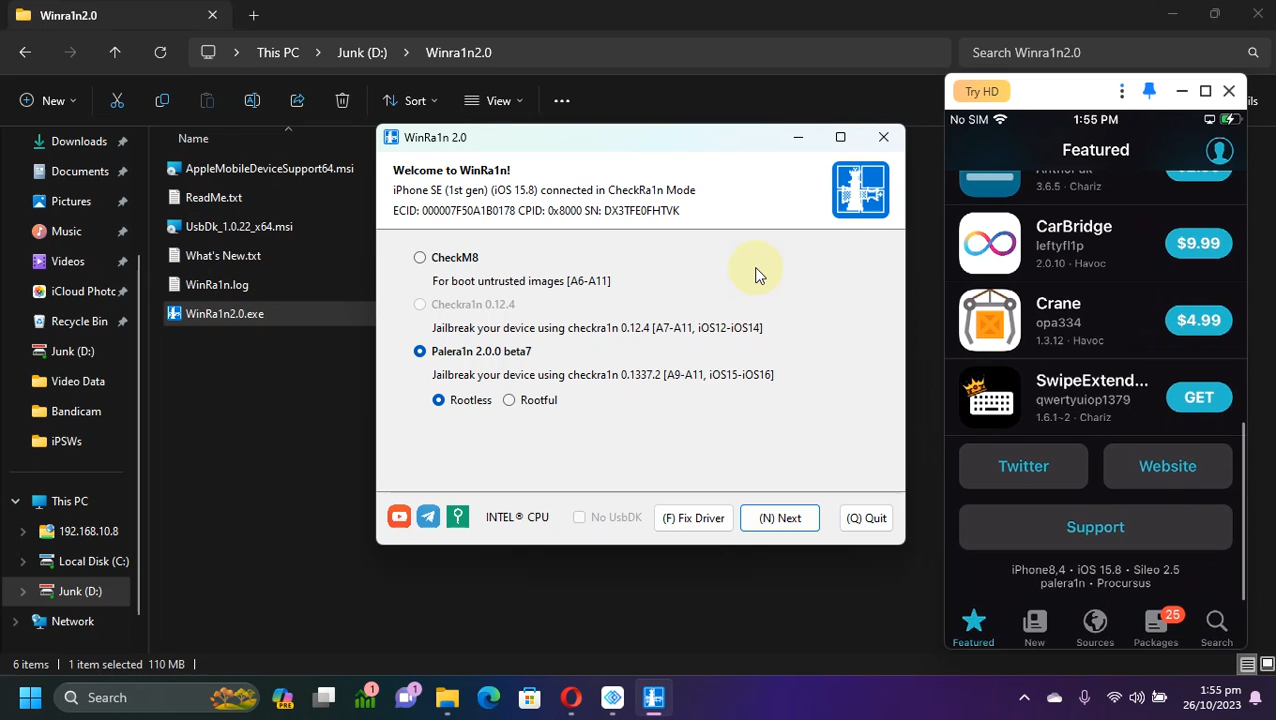 Winra1n2.0
This PC
Junk (D:)
Winra1n2.0
Search Winra1n2.0
New
Sort
View
Downloads
Documents
Pictures
Music
Videos
iCloud Photo
Recycle Bin
Junk (D:)
Video Data
Bandicam
iPSWs
This PC
192.168.10.8
Local Disk (C:)
Junk (D:)
Network
Name
AppleMobileDeviceSupport64.msi
ReadMe.txt
UsbDk_1.0.22_x64.msi
What's New.txt
WinRa1n.log
WinRa1n2.0.exe
WinRa1n 2.0
Welcome to WinRa1n!
iPhone SE (1st gen) (iOS 15.8) connected in CheckRa1n Mode
ECID: 000007F50A1B0178 CPID: 0x8000 SN: DX3TFE0FHTVK
CheckM8
For boot untrusted images [A6-A11]
Checkra1n 0.12.4
Jailbreak your device using checkra1n 0.12.4 [A7-A11, iOS12-iOS14]
Palera1n 2.0.0 beta7
Jailbreak your device using checkra1n 0.1337.2 [A9-A11, iOS15-iOS16]
Rootless
Rootful
INTEL® CPU
No UsbDK
(F) Fix Driver
(N) Next
(Q) Quit
Try HD
No SIM
1:55 PM
Featured
3.6.5 · Chariz
CarBridge
leftyfl1p
2.0.10 · Havoc
$9.99
Crane
opa334
1.3.12 · Havoc
$4.99
SwipeExtend...
qwertyuiop1379
1.6.1~2 · Chariz
GET
Twitter
Website
Support
iPhone8,4 • iOS 15.8 • Sileo 2.5
palera1n • Procursus
25
Featured
New
Sources
Packages
Search
6 items
1 item selected 110 MB
Search
PRE
1
1
1:55 pm
26/10/2023